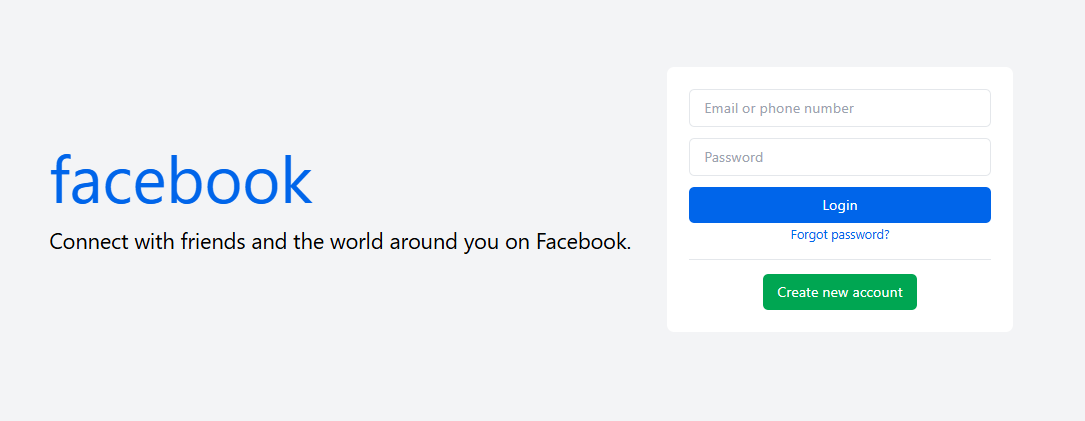 facebook
Connect with friends and the world around you on Facebook.
Email or phone number
Password
Login
Forgot password?
Create new account